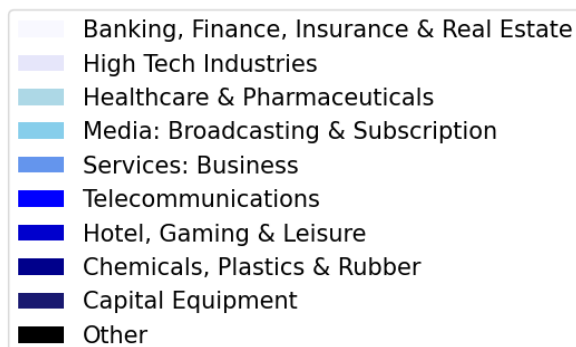 Banking, Finance, Insurance & Real Estate
High Tech Industries
Healthcare & Pharmaceuticals
Media: Broadcasting & Subscription
Services: Business
Telecommunications
Hotel, Gaming & Leisure
Chemicals, Plastics & Rubber
Capital Equipment
Other